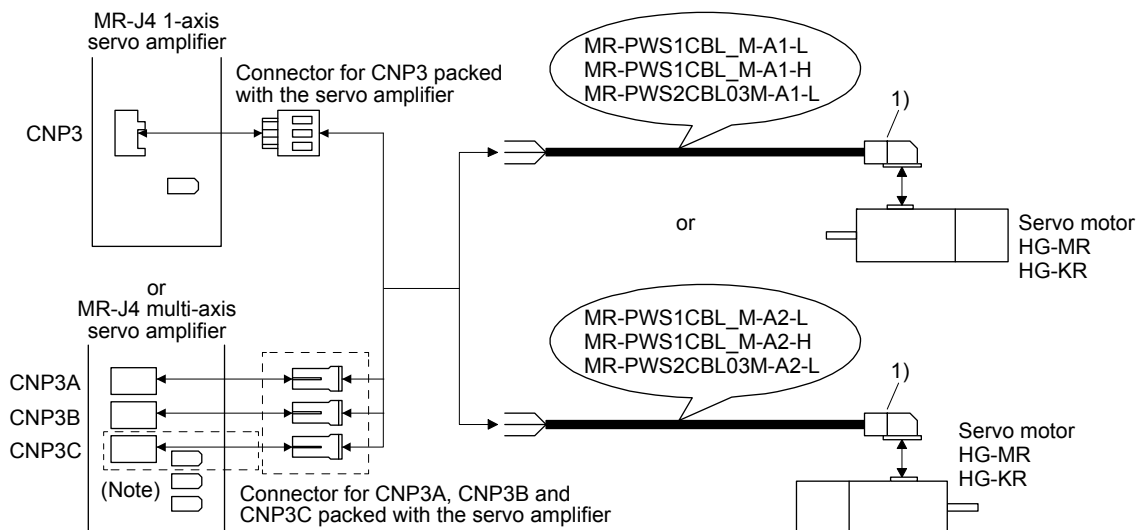 MR-J4 1-axis
servo amplifier
Connector for CNP3 packed
with the servo amplifier
CNP3
MR-PWS1CBL_M-A1-L
MR-PWS1CBL_M-A1-H
MR-PWS2CBL03M-A1-L
1)
Servo motor
HG-MR
HG-KR
or
or
MR-J4 multi-axis
servo amplifier
CNP3A
CNP3B
CNP3C
(Note)
Connector for CNP3A, CNP3B and
CNP3C packed with the servo amplifier
MR-PWS1CBL_M-A2-L
MR-PWS1CBL_M-A2-H
MR-PWS2CBL03M-A2-L
1)
Servo motor
HG-MR
HG-KR